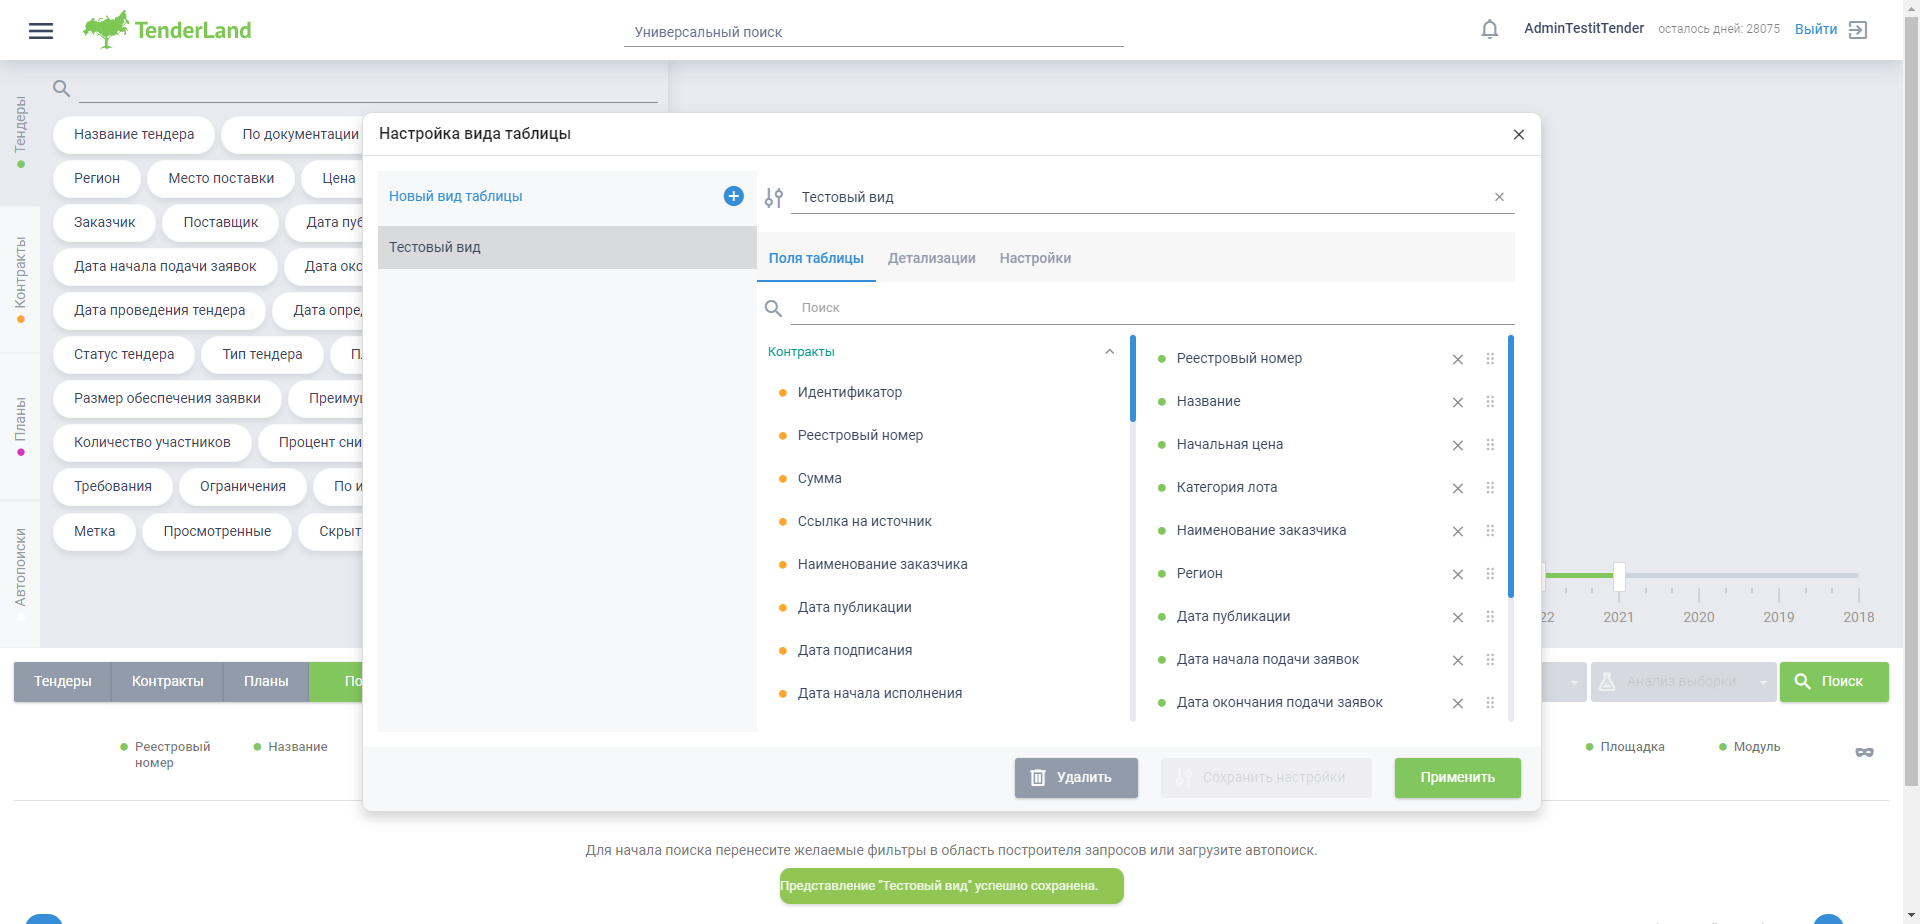 TenderLand
Универсальный поиск
AdminTestitTender
осталось дней: 28075
Выйти
Тендеры
Контракты
Планы
Автопоиски
Название тендера
По документации
Регион
Место поставки
Цена
Заказчик
Поставщик
Дата пуб
Дата начала подачи заявок
Дата око
Дата проведения тендера
Дата опре
Статус тендера
Тип тендера
Размер обеспечения заявки
Преиму
Количество участников
Процент сни
Требования
Ограничения
По и
Метка
Просмотренные
Скрыт
Настройка вида таблицы
Новый вид таблицы
Тестовый вид
Тестовый вид
Поля таблицы
Детализации
Настройки
Поиск
Контракты
Идентификатор
Реестровый номер
Сумма
Ссылка на источник
Наименование заказчика
Дата публикации
Дата подписания
Дата начала исполнения
Реестровый номер
Название
Начальная цена
Категория лота
Наименование заказчика
Регион
Дата публикации
Дата начала подачи заявок
Дата окончания подачи заявок
Удалить
Сохранить настройки
Применить
22
2021
2020
2019
2018
Тендеры
Контракты
Планы
По
Анализ выборки
Поиск
Реестровый
номер
Название
Площадка
Модуль
Для начала поиска перенесите желаемые фильтры в область построителя запросов или загрузите автопоиск.
Представление "Тестовый вид" успешно сохранена.